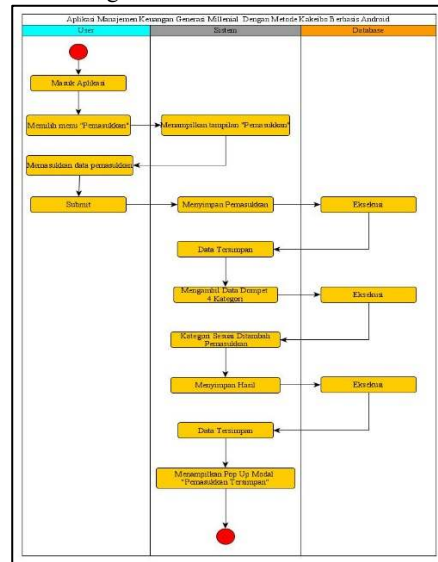 Aplikasi Manajemen Keuangan Generasi Millenial Dengan Metode Kakeibo Berbasis Android
User
Sistem
Database
Masuk Aplikasi
Memilih menu "Pemasukkan"
Menampilkan tampilan "Pemasukkan"
Memasukkan data pemasukkan
Submit
Menyimpan Pemasukkan
Eksekusi
Data Tersimpan
Mengambil Data Dompet
4 Kategori
Eksekusi
Kategori Sesuai Ditambah
Pemasukkan
Menyimpan Hasil
Eksekusi
Data Tersimpan
Menampilkan Pop Up Modal
"Pemasukkan Tersimpan"